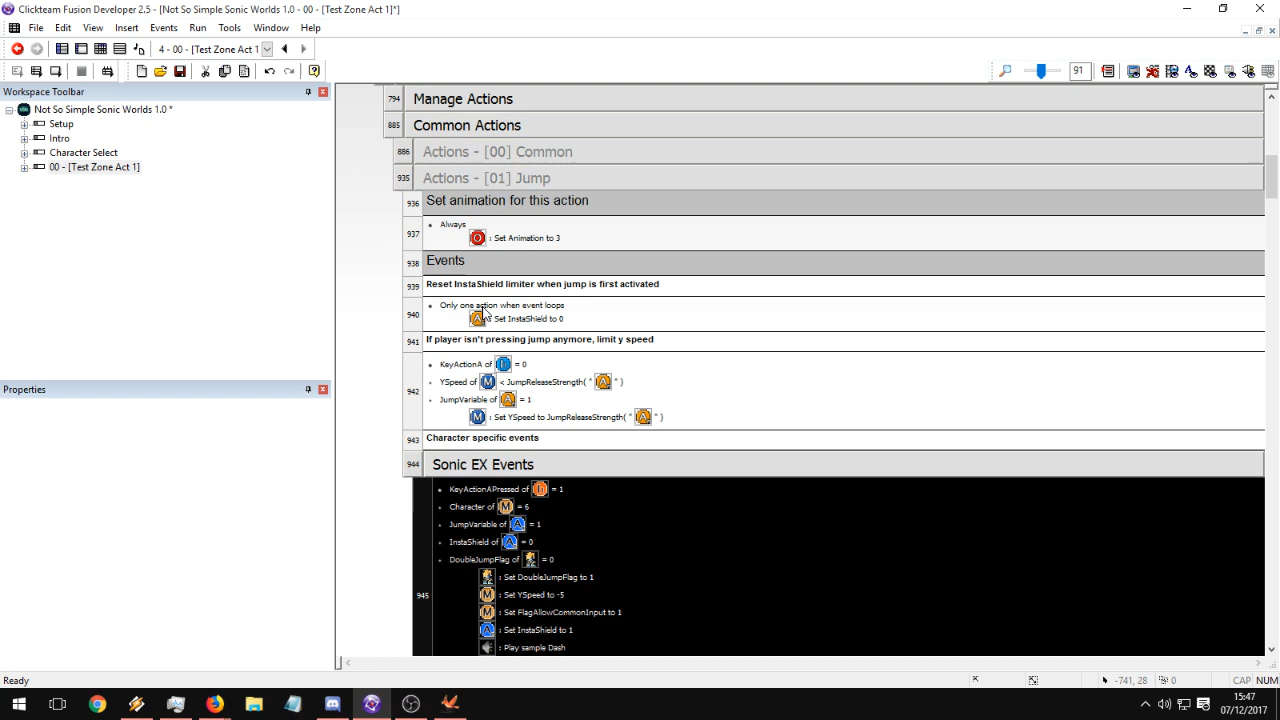 Clickteam Fusion Developer 2.5 - [Not So Simple Sonic Worlds 1.0 - 00 - [Test Zone Act 1]*]
File Edit View Insert Events Run Tools Window Help
4 - 00 - [Test Zone Act 1
91
Workspace Toolbar
Not So Simple Sonic Worlds 1.0 *
Setup
Intro
Character Select
00 - [Test Zone Act 1]
Properties
794 Manage Actions
885 Common Actions
886 Actions - [00] Common
935 Actions - [01] Jump
936 Set animation for this action
937
Always
: Set Animation to 3
938 Events
939 Reset InstaShield limiter when jump is first activated
940
Only one action when event loops
: Set InstaShield to 0
941 If player isn't pressing jump anymore, limit y speed
942
KeyActionA of = 0
YSpeed of M < JumpReleaseStrength( " A " )
JumpVariable of A = 1
M : Set YSpeed to JumpReleaseStrength( " A " )
943 Character specific events
944 Sonic EX Events
945
KeyActionAPressed of = 1
Character of M = 6
JumpVariable of A = 1
InstaShield of A = 0
DoubleJumpFlag of = 0
: Set DoubleJumpFlag to 1
M : Set YSpeed to -5
M : Set FlagAllowCommonInput to 1
A : Set InstaShield to 1
: Play sample Dash
Ready
-741, 28
0
CAP NUM
15:47
07/12/2017